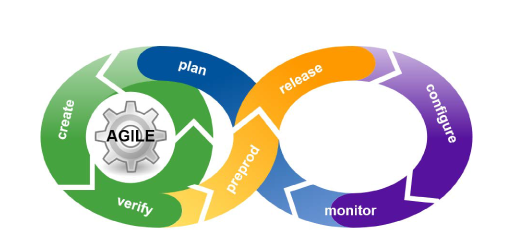 plan
release
create
AGILE
configure
preprod
verify
monitor